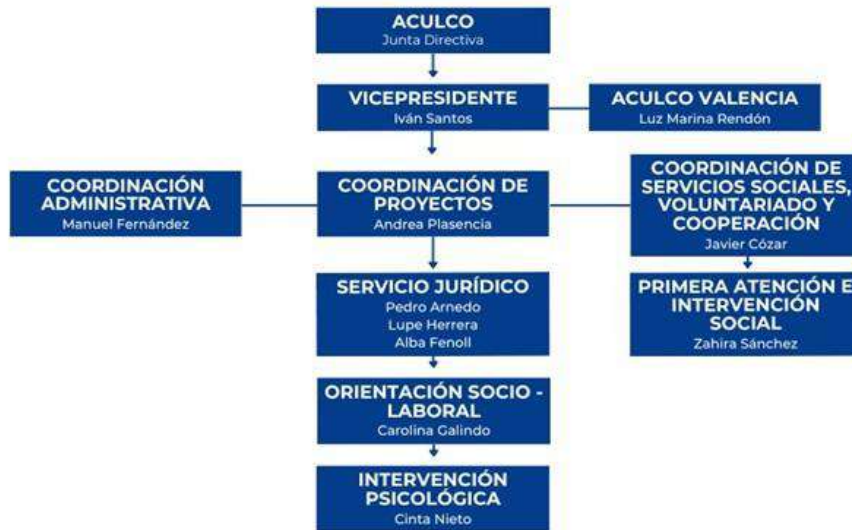 ACULCO
Junta Directiva
VICEPRESIDENTE
Iván Santos
ACULCO VALENCIA
Luz Marina Rendón
COORDINACIÓN
ADMINISTRATIVA
Manuel Fernández
COORDINACIÓN DE
PROYECTOS
Andrea Plasencia
COORDINACIÓN DE
SERVICIOS SOCIALES,
VOLUNTARIADO Y
COOPERACIÓN
Javier Cózar
SERVICIO JURÍDICO
Pedro Arnedo
Lupe Herrera
Alba Fenoll
PRIMERA ATENCIÓN E
INTERVENCIÓN
SOCIAL
Zahira Sánchez
ORIENTACIÓN SOCIO -
LABORAL
Carolina Galindo
INTERVENCIÓN
PSICOLÓGICA
Cinta Nieto